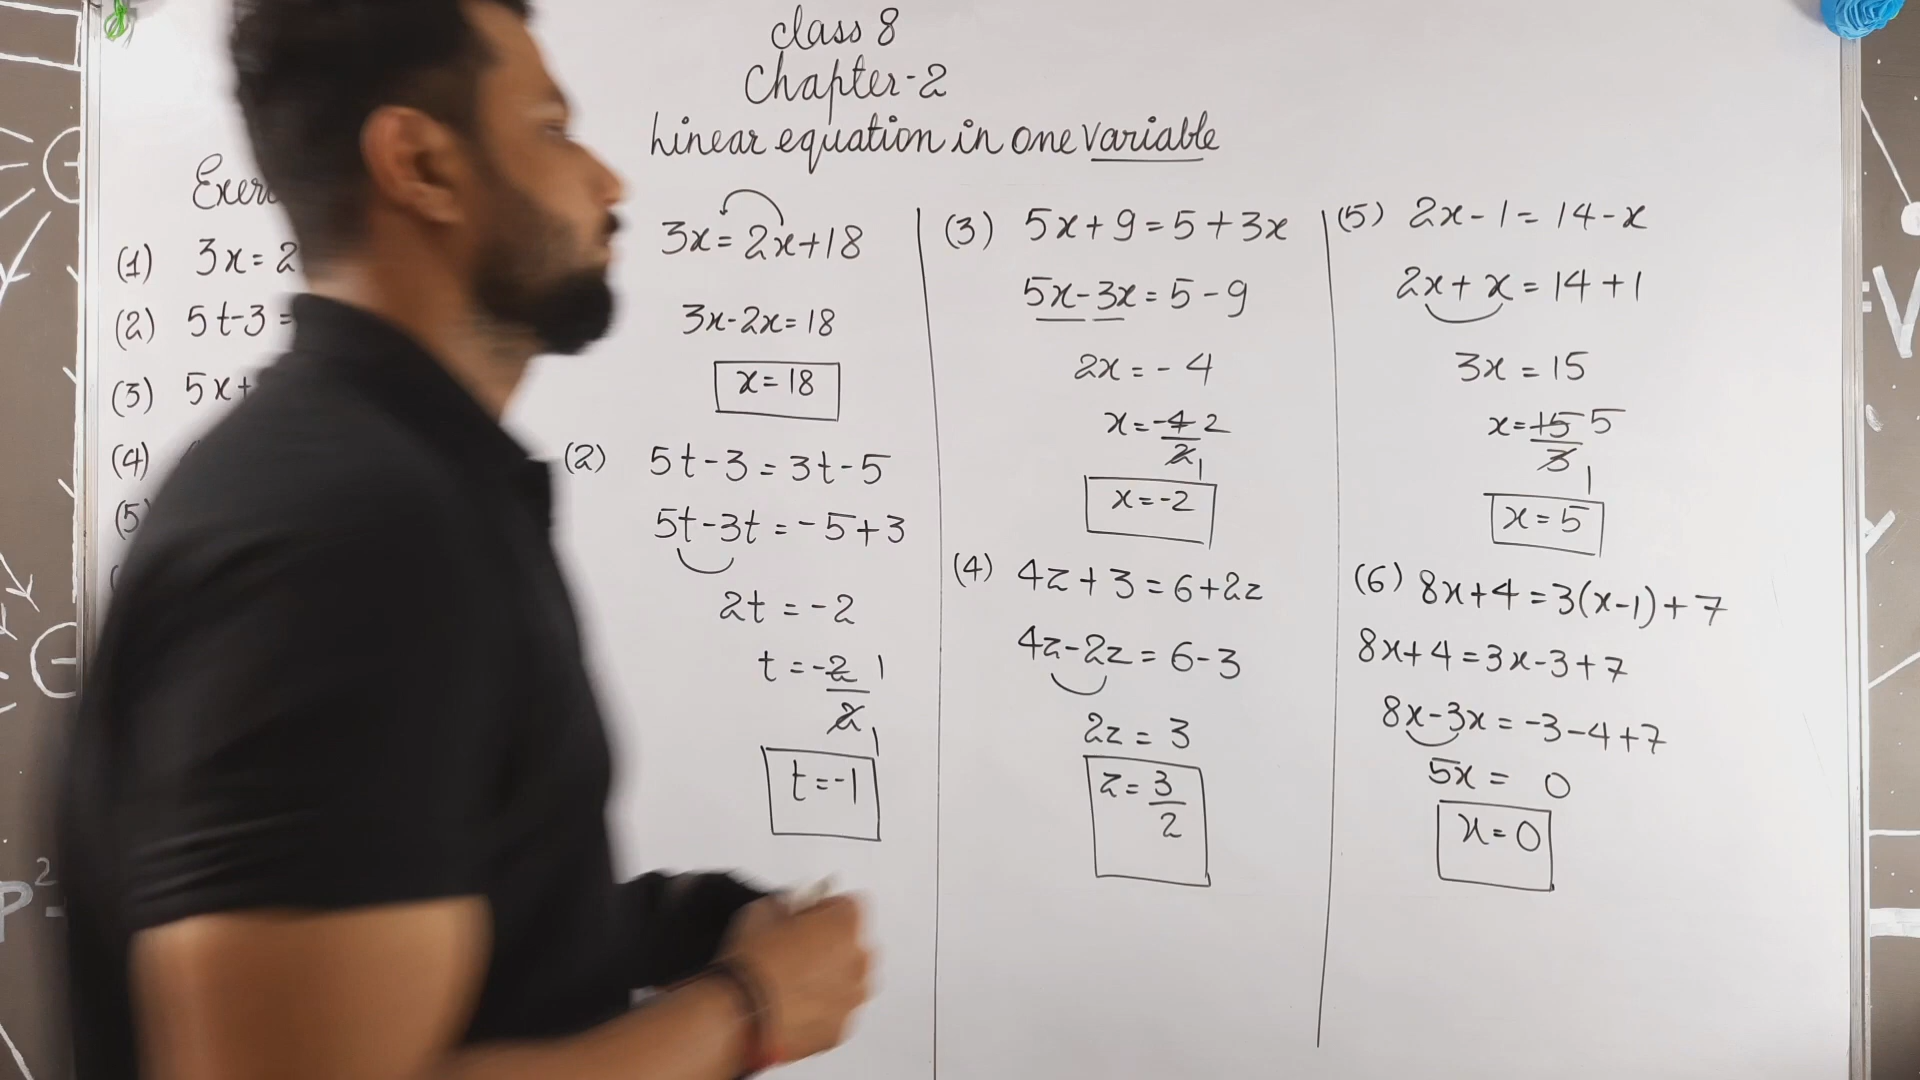 class 8
Chapter-2
Linear equation in one variable
(1) 3x = 2
(2) 5t-3 =
(3) 5x+
(4)
(5)
3x = 2x+18
3x-2x=18
x=18
(2) 5t-3 = 3t-5
5t-3t = -5+3
2t = -2
t = -2/2 1 1
t=-1
(3) 5x+9=5+3x
5x-3x=5-9
2x = -4
x = -4/2 2 1
x=-2
(4) 4z+3=6+2z
4z-2z=6-3
2z = 3
z = 3/2
(5) 2x-1=14-x
2x+x=14+1
3x=15
x=15/3 5 1
x=5
(6) 8x+4=3(x-1)+7
8x+4=3x-3+7
8x-3x=-3-4+7
5x = 0
x=0
P2=
=V